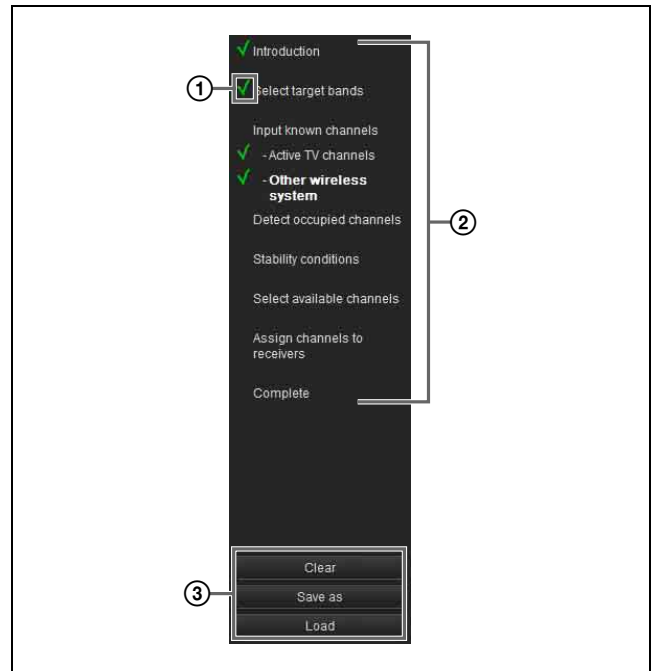 Introduction
① Select target bands
Input known channels
- Active TV channels
- Other wireless
system
Detect occupied channels
②
Stability conditions
Select available channels
Assign channels to
receivers
Complete
Clear
③ Save as
Load